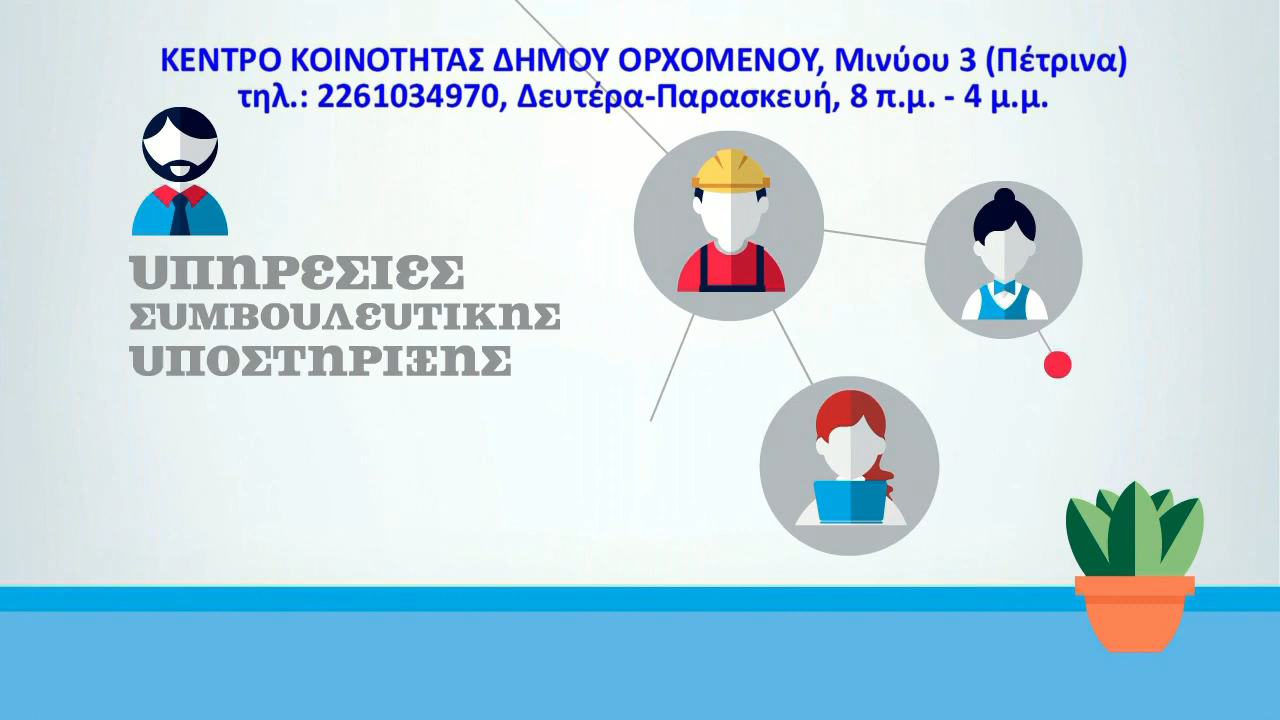 ΚΕΝΤΡΟ ΚΟΙΝΟΤΗΤΑΣ ΔΗΜΟΥ ΟΡΧΟΜΕΝΟΥ, Μινύου 3 (Πέτρινα)
τηλ.: 2261034970, Δευτέρα-Παρασκευή, 8 π.μ. - 4 μ.μ.
ΥΠΗΡΕΣΙΕΣ
ΣΥΜΒΟΥΛΕΥΤΙΚΗΣ
ΥΠΟΣΤΗΡΙΞΗΣ